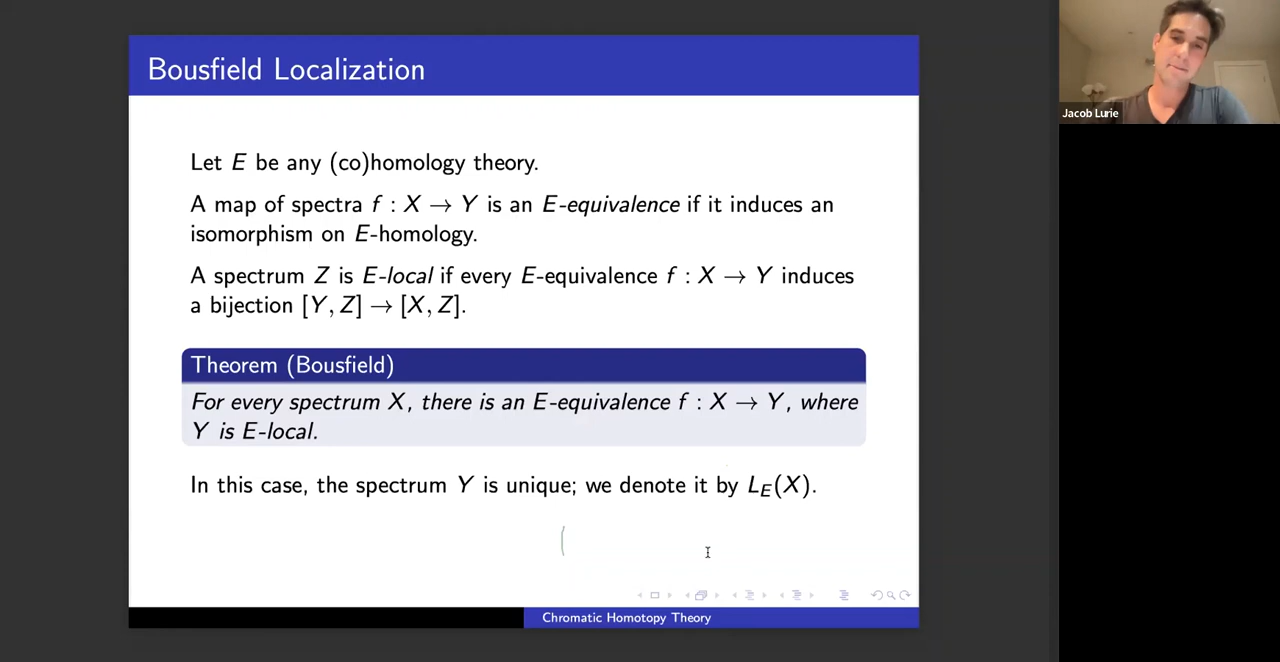 Bousfield Localization
Let E be any (co)homology theory.
A map of spectra f : X → Y is an E-equivalence if it induces an
isomorphism on E-homology.
A spectrum Z is E-local if every E-equivalence f : X → Y induces
a bijection [Y, Z] → [X, Z].
Theorem (Bousfield)
For every spectrum X, there is an E-equivalence f : X → Y, where
Y is E-local.
In this case, the spectrum Y is unique; we denote it by L_E(X).
(
Chromatic Homotopy Theory
Jacob Lurie